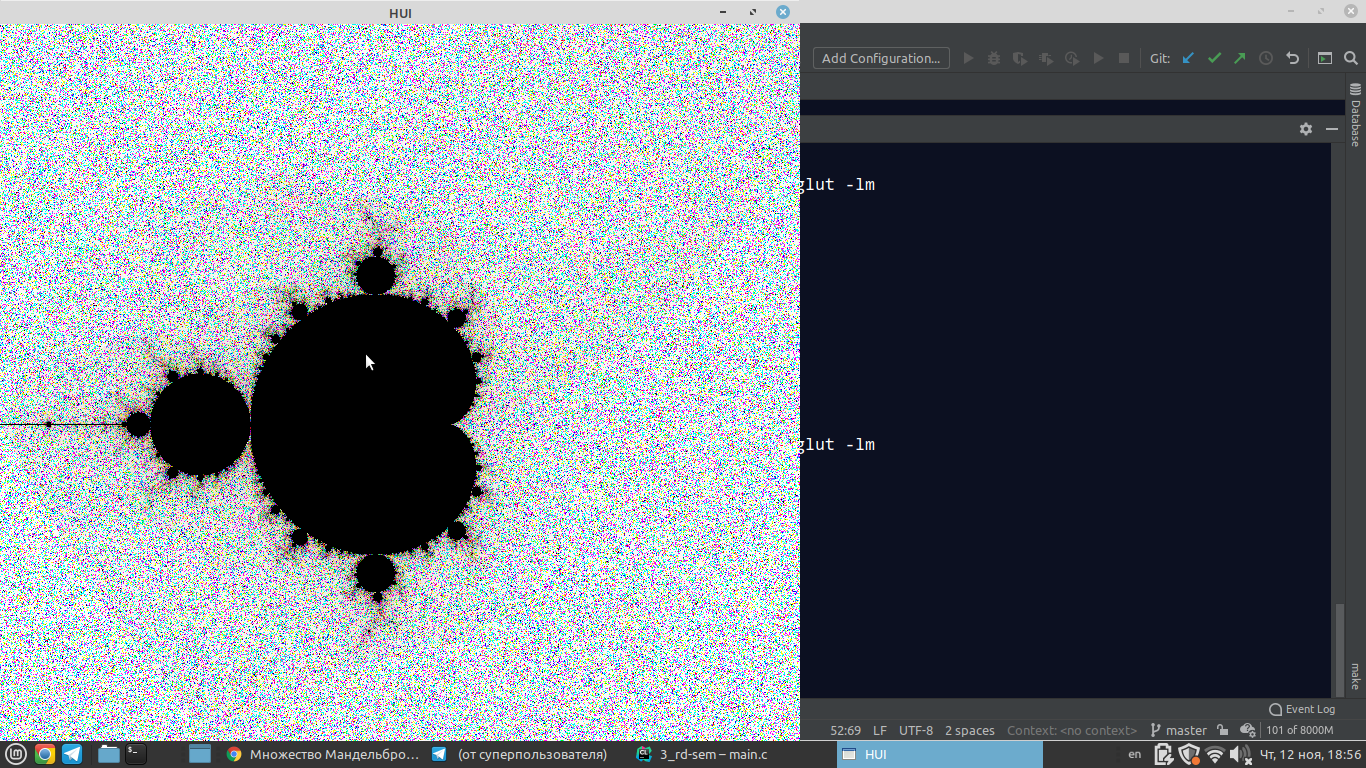 HUI
Add Configuration...
Git:
Database
glut -lm
glut -lm
make
Event Log
52:69 LF UTF-8 2 spaces Context: <no context> master 101 of 8000M
Множество Мандельбро... (от суперпользователя) 3_rd-sem – main.c HUI en Чт, 12 ноя, 18:56